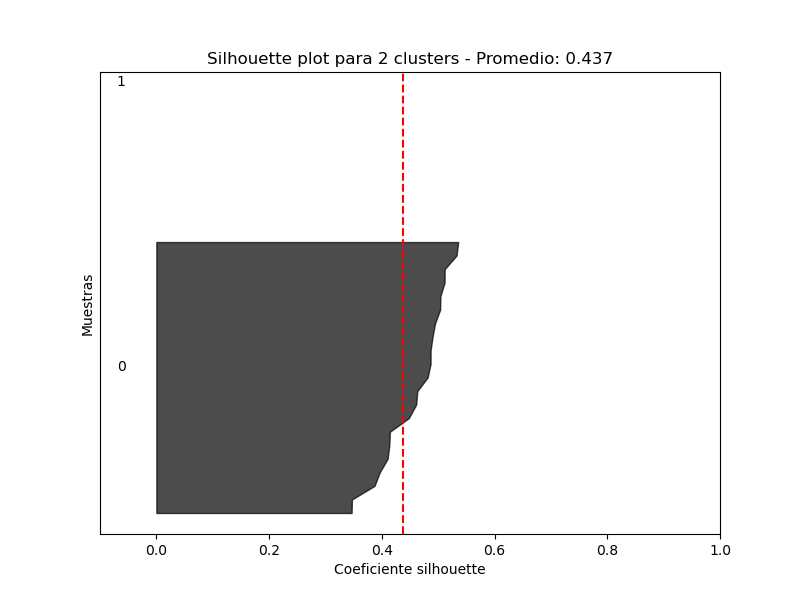 Silhouette plot para 2 clusters - Promedio: 0.437
1
Muestras
0
0.0 0.2 0.4 0.6 0.8 1.0
Coeficiente silhouette